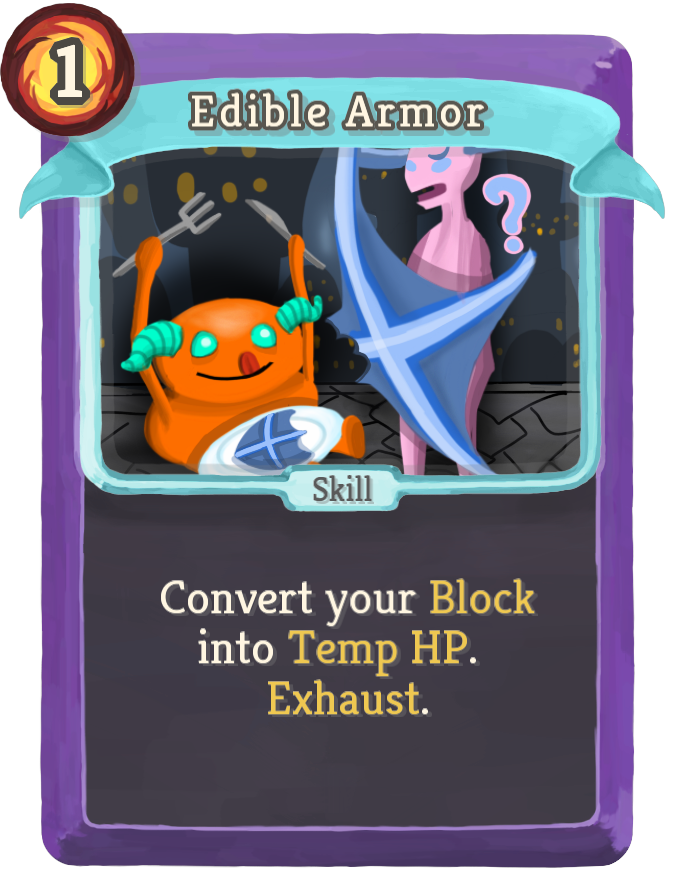 1
Edible Armor
?
Skill
Convert your Block
into Temp HP.
Exhaust.